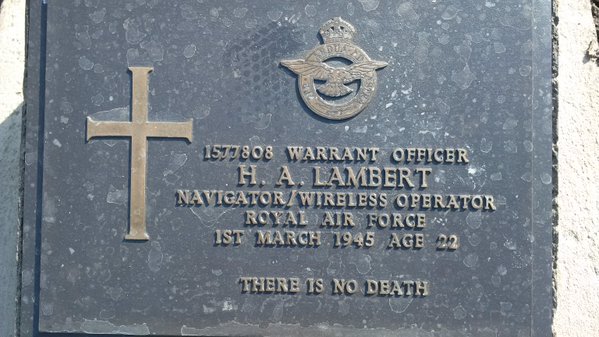 1577808 WARRANT OFFICER
H. A. LAMBERT
NAVIGATOR/WIRELESS OPERATOR
ROYAL AIR FORCE
1ST MARCH 1945 AGE 22
THERE IS NO DEATH